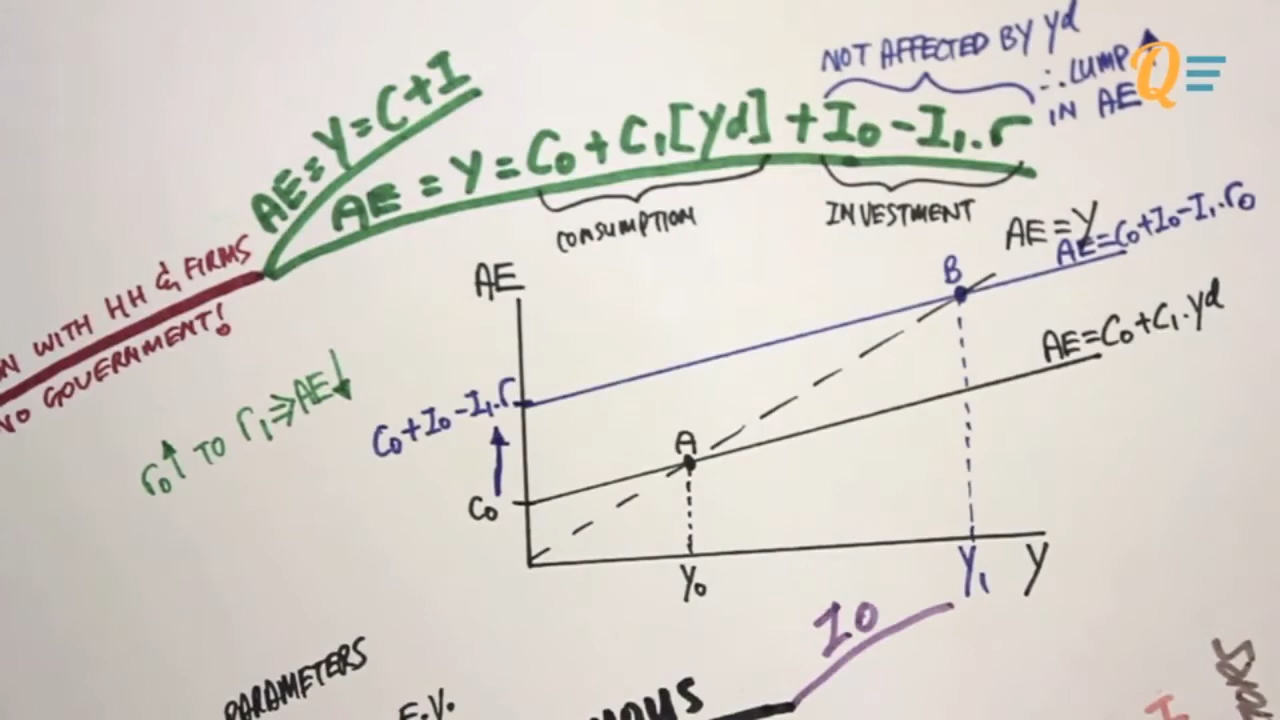 NOT AFFECTED BY Yd
∴ LUMP ↑
IN AE
Q
AE = Y = C + I
AE = Y = C₀ + C₁[Yd] + I₀ - I₁.r
CONSUMPTION
INVESTMENT
WITH HH & FIRMS
NO GOVERNMENT!
r₀↑ TO r₁ ⇒ AE↓
AE
AE=Y
AE=C₀+I₀-I₁.r₀
B
AE=C₀+C₁.Yd
C₀+I₀-I₁.r
A
C₀
Y₀
Y₁
Y
I₀
PARAMETERS
E.V.
I